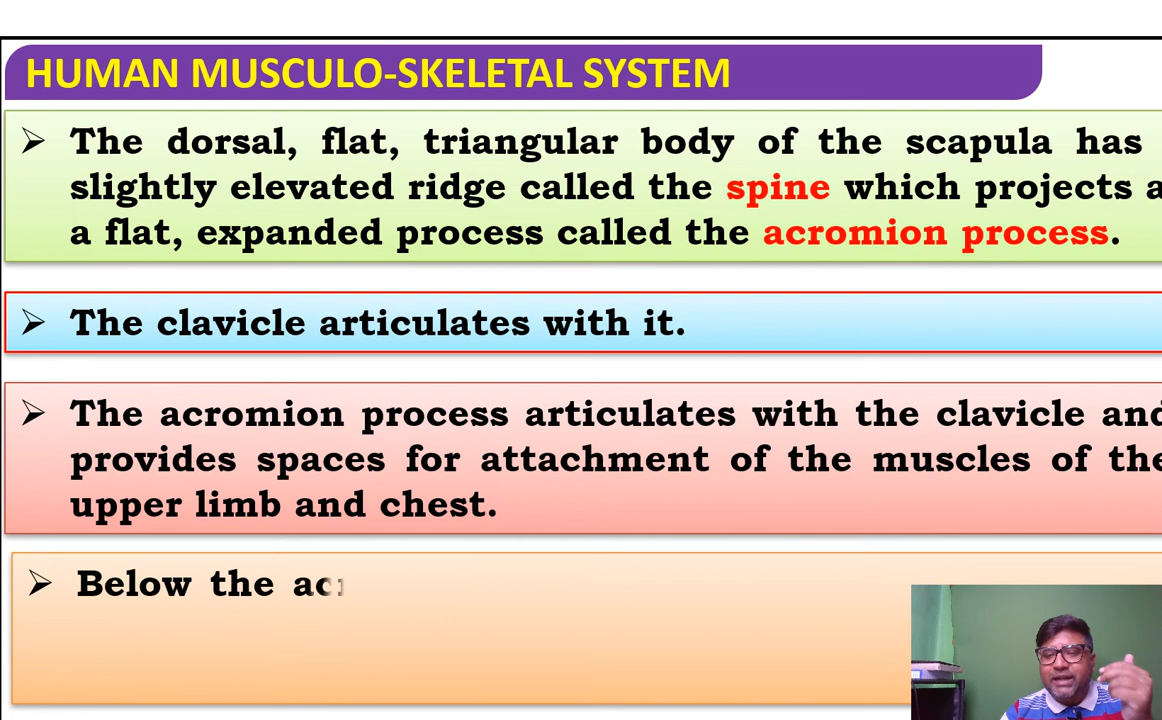 HUMAN MUSCULO-SKELETAL SYSTEM
➢ The dorsal, flat, triangular body of the scapula has
slightly elevated ridge called the spine which projects
a flat, expanded process called the acromion process.
➢ The clavicle articulates with it.
➢ The acromion process articulates with the clavicle and
provides spaces for attachment of the muscles of the
upper limb and chest.
➢ Below the